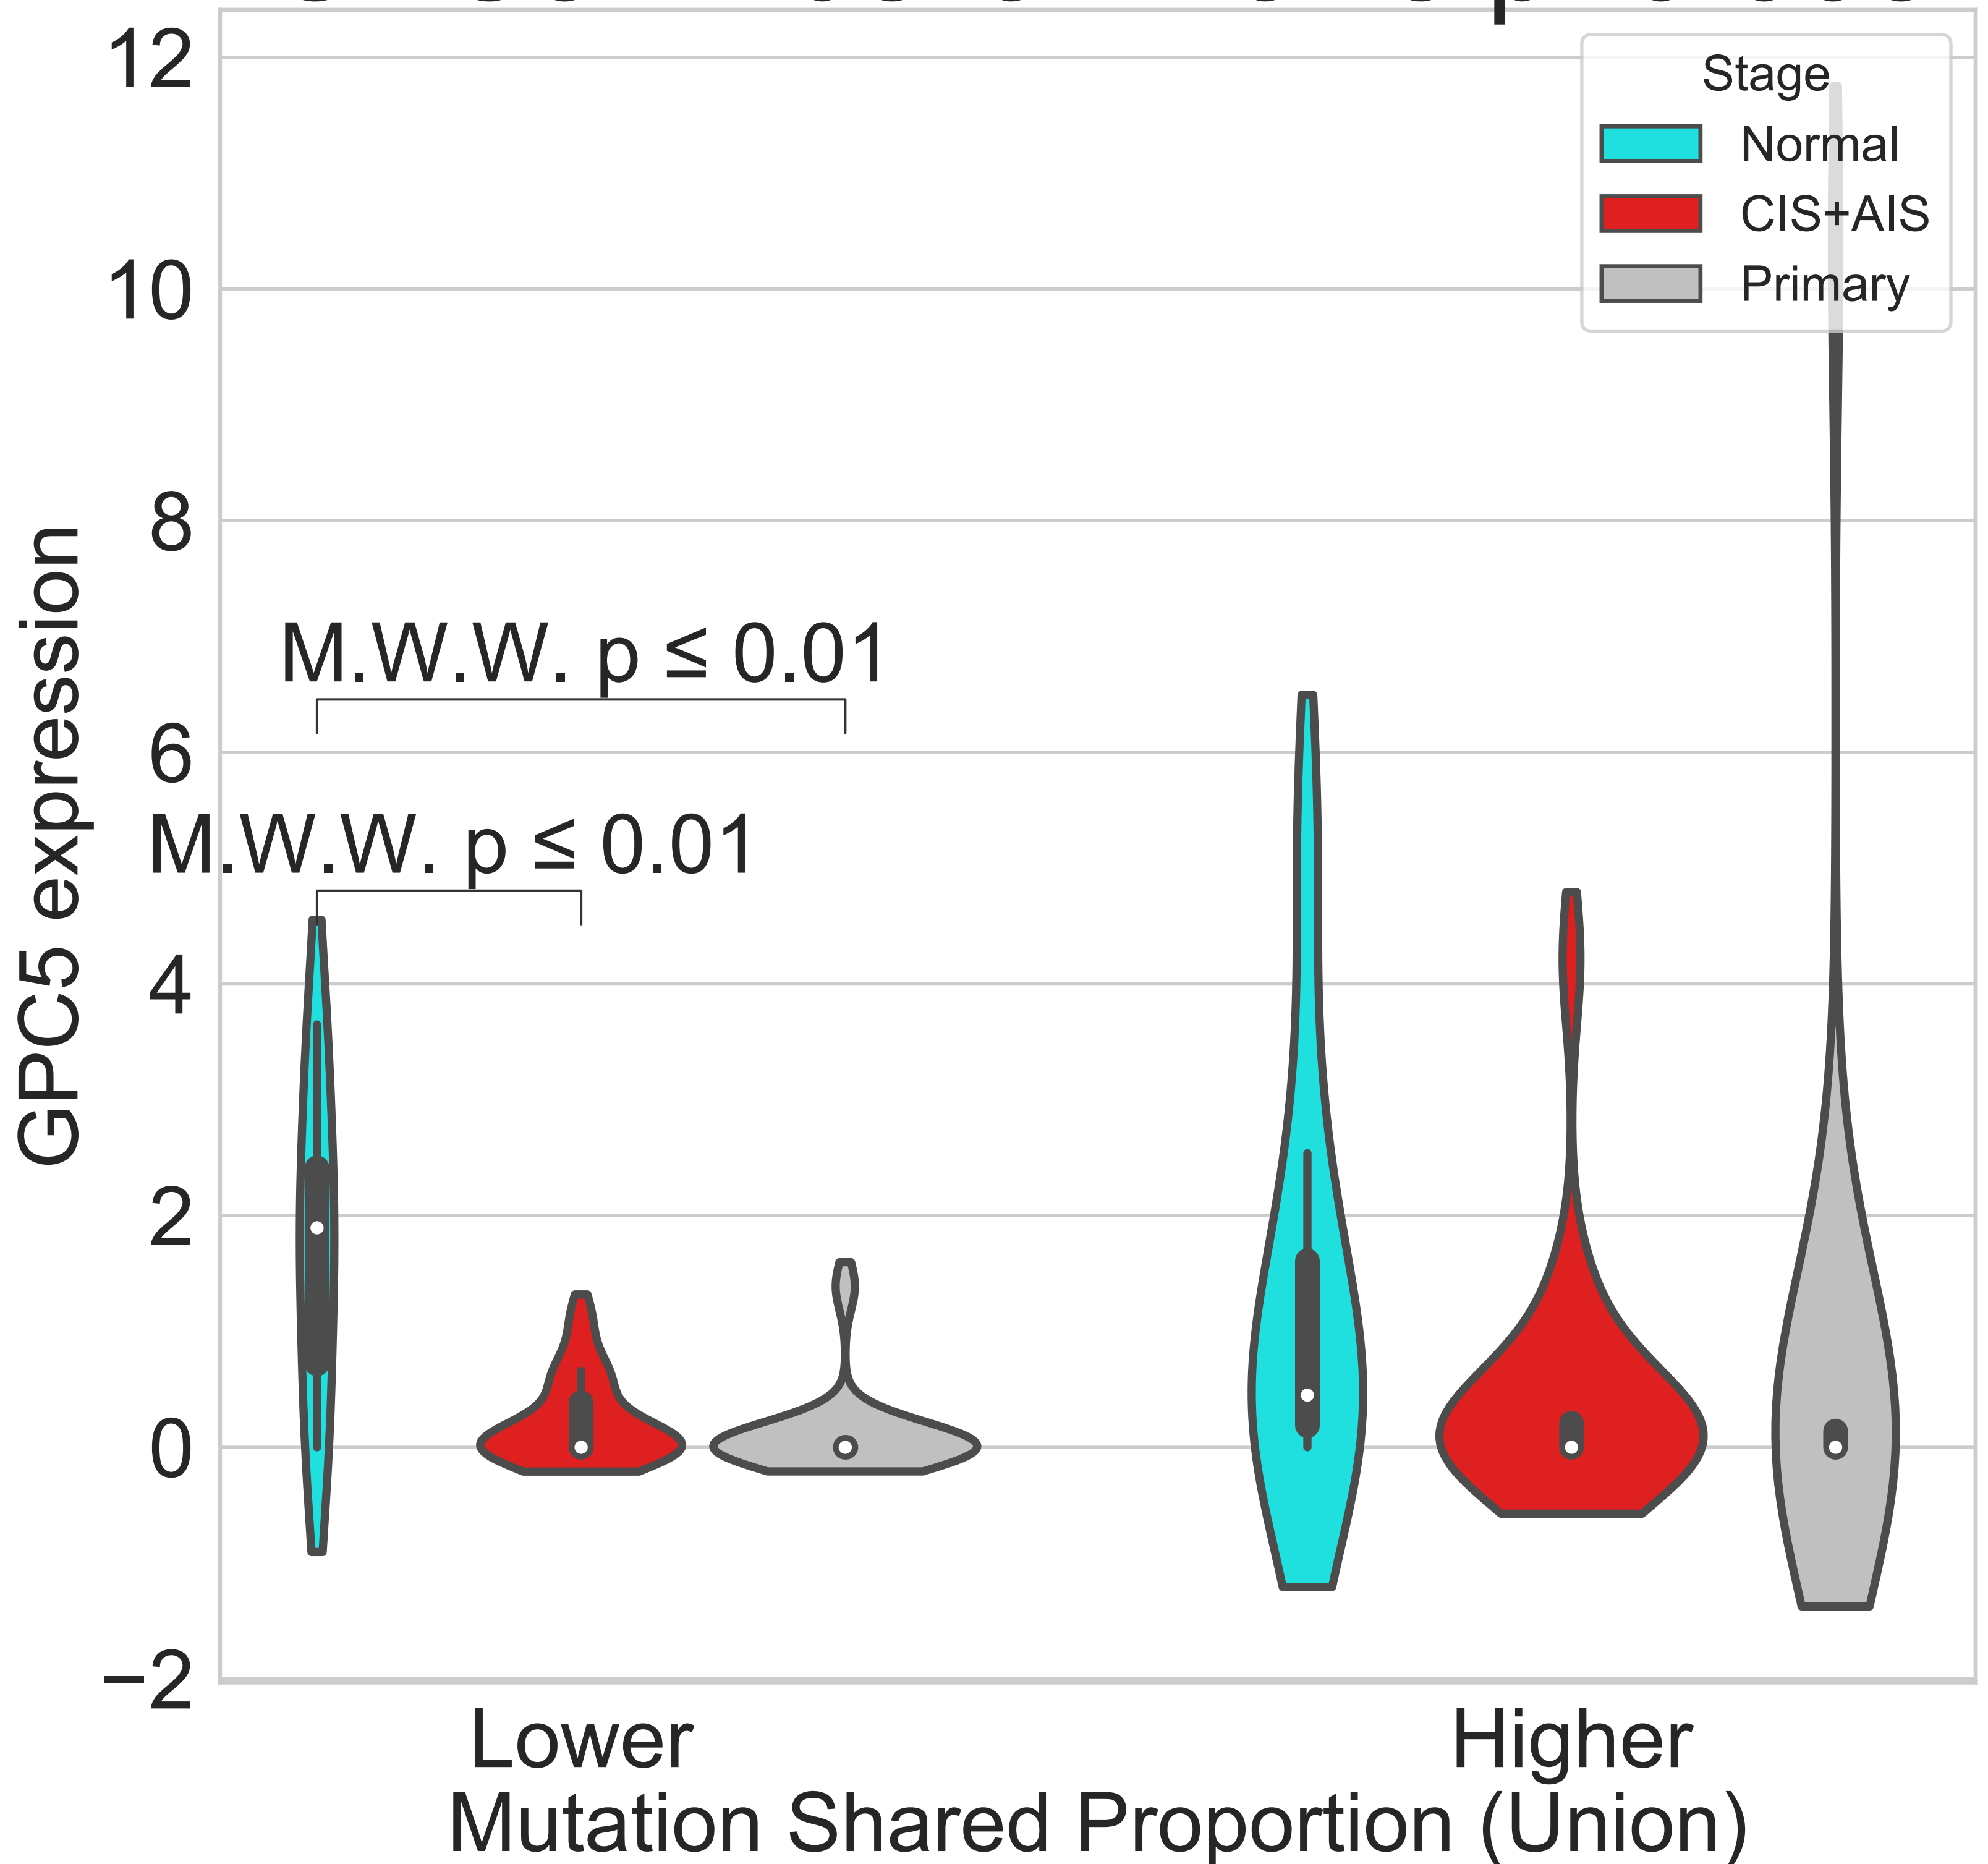 12
10
8
6
4
2
0
−2
GPC5 expression
Stage
Normal
CIS+AIS
Primary
M.W.W. p ≤ 0.01
M.W.W. p ≤ 0.01
Lower
Higher
Mutation Shared Proportion (Union)